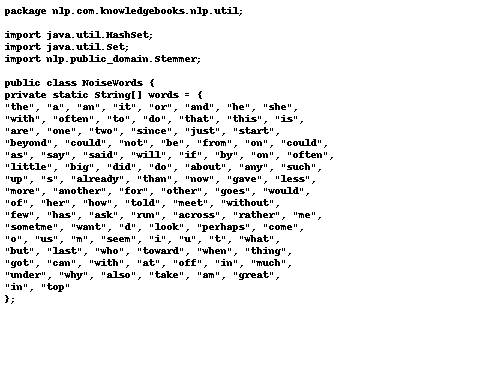 package nlp.com.knowledgebooks.nlp.util;
import java.util.HashSet;
import java.util.Set;
import nlp.public_domain.Stemmer;
public class NoiseWords {
private static String[] words = {
"the", "a", "an", "it", "or", "and", "he", "she",
"with", "often", "to", "do", "that", "this", "is",
"are", "one", "two", "since", "just", "start",
"beyond", "could", "not", "be", "from", "on", "could",
"as", "say", "said", "will", "if", "by", "on", "often",
"little", "big", "did", "do", "about", "any", "such",
"up", "s", "already", "than", "now", "gave", "less",
"more", "another", "for", "other", "goes", "would",
"of", "her", "how", "told", "meet", "without",
"few", "has", "ask", "run", "across", "rather", "me",
"sometme", "want", "d", "look", "perhaps", "come",
"o", "us", "m", "seem", "i", "u", "t", "what",
"but", "last", "who", "toward", "when", "thing",
"got", "can", "with", "at", "off", "in", "much",
"under", "why", "also", "take", "am", "great",
"in", "top"
};